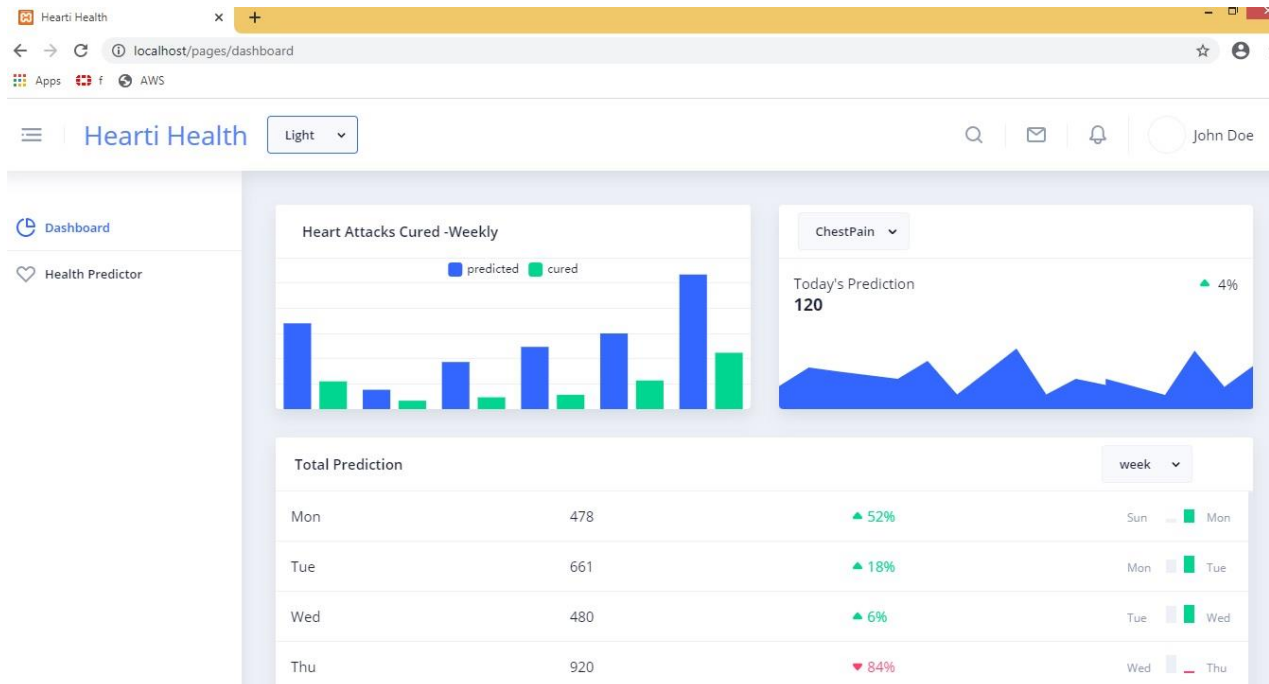 Hearti Health
localhost/pages/dashboard
Apps f AWS
Hearti Health Light John Doe
Dashboard
Health Predictor
Heart Attacks Cured -Weekly
predicted cured
ChestPain
Today's Prediction 4%
120
Total Prediction week
Mon 478 52% Sun Mon
Tue 661 18% Mon Tue
Wed 480 6% Tue Wed
Thu 920 84% Wed Thu